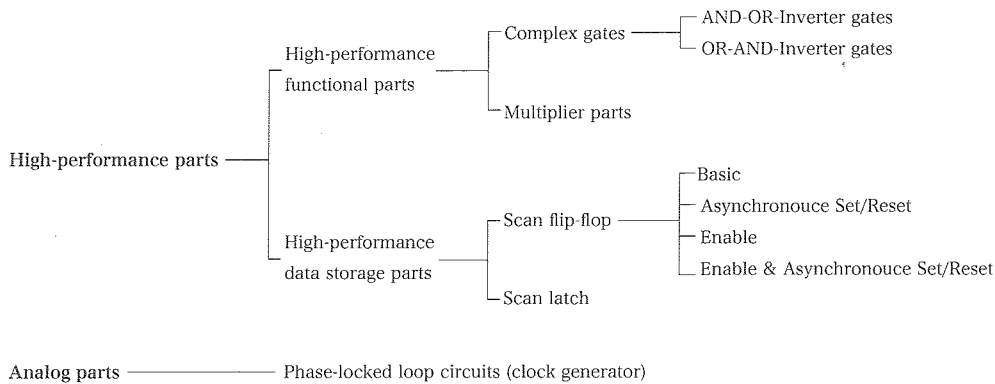 High-performance parts
High-performance
functional parts
Complex gates
AND-OR-Inverter gates
OR-AND-Inverter gates
Multiplier parts
High-performance
data storage parts
Scan flip-flop
Basic
Asynchronouce Set/Reset
Enable
Enable & Asynchronouce Set/Reset
Scan latch
Analog parts
Phase-locked loop circuits (clock generator)